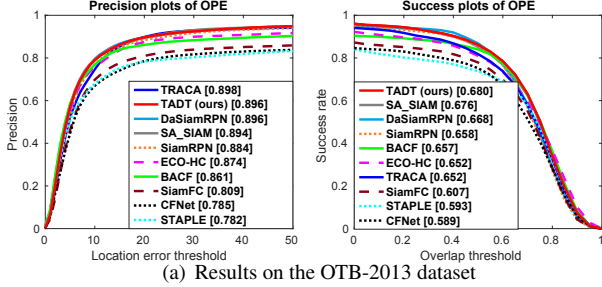 Precision plots of OPE
1
0.8
0.6
0.4
0.2
0
Precision
TRACA [0.898]
TADT (ours) [0.896]
DaSiamRPN [0.896]
SA_SIAM [0.894]
SiamRPN [0.884]
ECO-HC [0.874]
BACF [0.861]
SiamFC [0.809]
CFNet [0.785]
STAPLE [0.782]
0 10 20 30 40 50
Location error threshold
Success plots of OPE
1
0.8
0.6
0.4
0.2
0
Success rate
TADT (ours) [0.680]
SA_SIAM [0.676]
DaSiamRPN [0.668]
SiamRPN [0.658]
BACF [0.657]
ECO-HC [0.652]
TRACA [0.652]
SiamFC [0.607]
STAPLE [0.593]
CFNet [0.589]
0 0.2 0.4 0.6 0.8 1
Overlap threshold
(a) Results on the OTB-2013 dataset